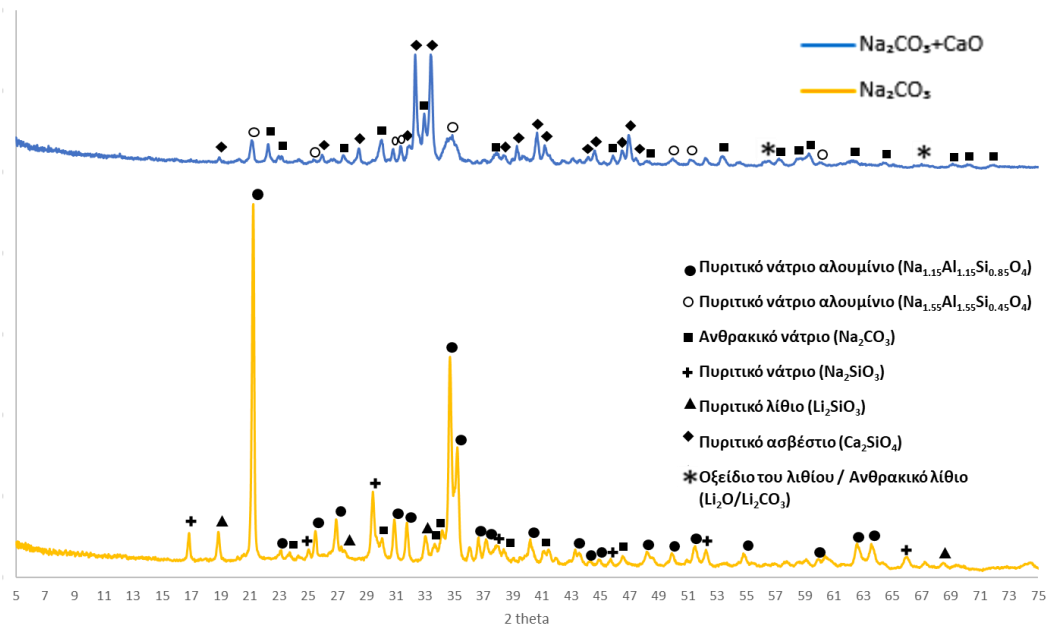 Na₂CO₃+CaO
Na₂CO₃
● Πυριτικό νάτριο αλουμίνιο (Na₁.₁₅Al₁.₁₅Si₀.₈₅O₄)
○ Πυριτικό νάτριο αλουμίνιο (Na₁.₅₅Al₁.₅₅Si₀.₄₅O₄)
■ Ανθρακικό νάτριο (Na₂CO₃)
+ Πυριτικό νάτριο (Na₂SiO₃)
▲ Πυριτικό λίθιο (Li₂SiO₃)
◆ Πυριτικό ασβέστιο (Ca₂SiO₄)
* Οξείδιο του λιθίου / Ανθρακικό λίθιο
(Li₂O/Li₂CO₃)
5 7 9 11 13 15 17 19 21 23 25 27 29 31 33 35 37 39 41 43 45 47 49 51 53 55 57 59 61 63 65 67 69 71 73 75
2 theta